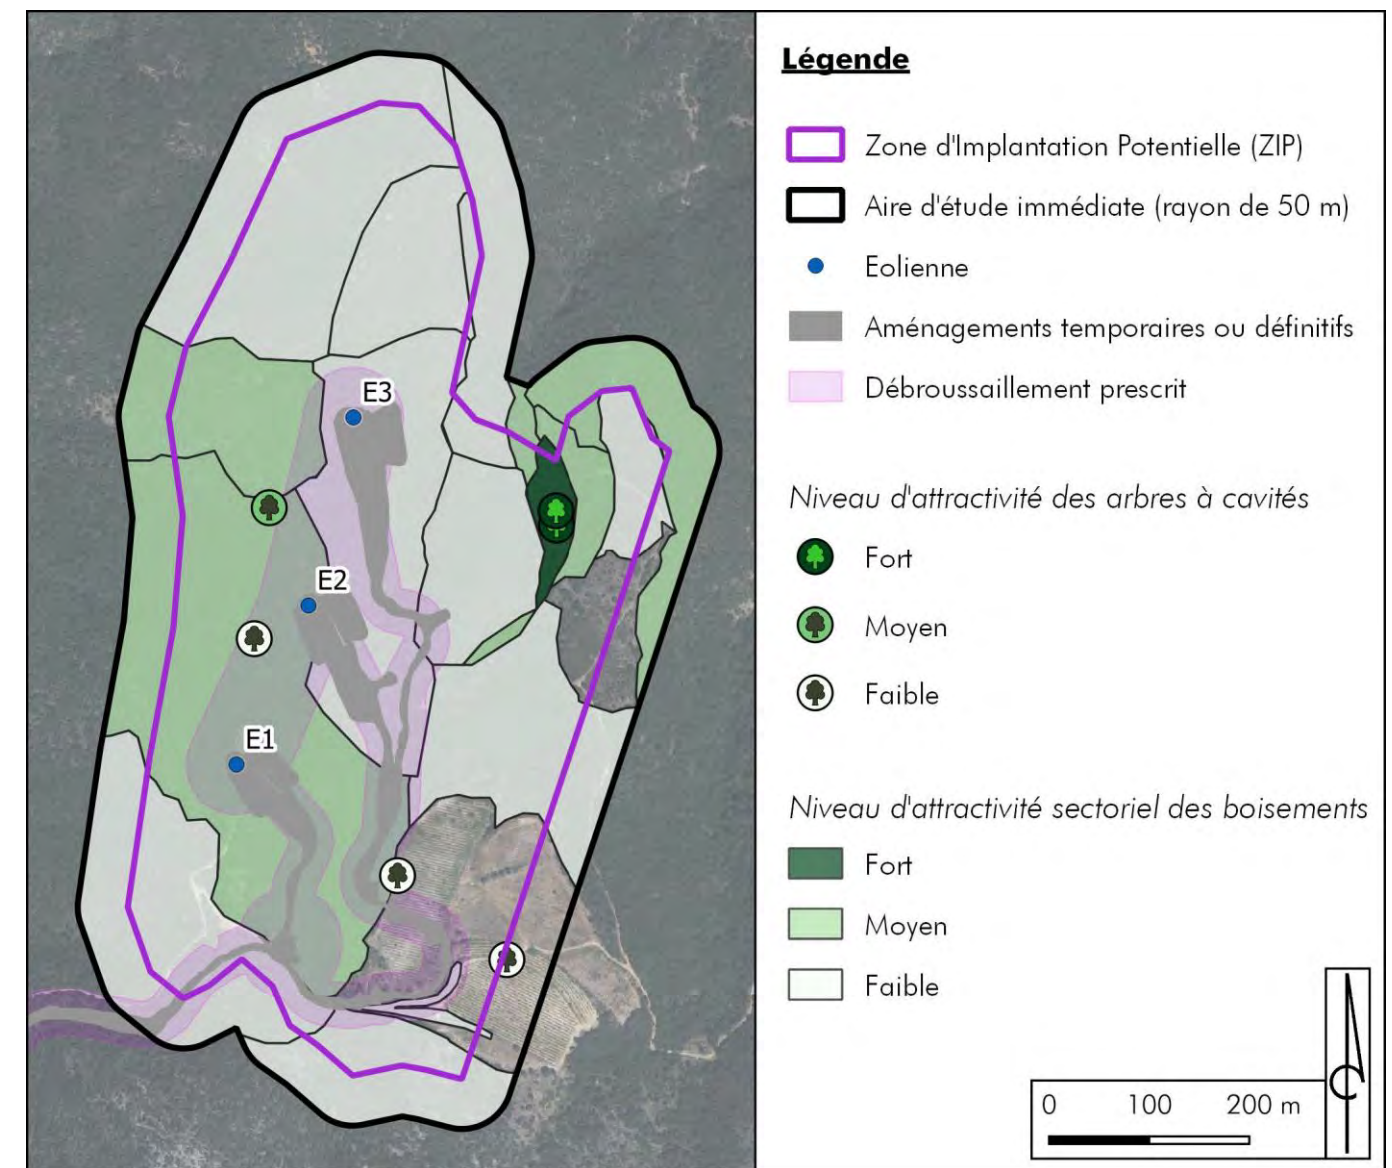 E3
E2
E1
Légende
Zone d'Implantation Potentielle (ZIP)
Aire d'étude immédiate (rayon de 50 m)
Eolienne
Aménagements temporaires ou définitifs
Débroussaillement prescrit
Niveau d'attractivité des arbres à cavités
Fort
Moyen
Faible
Niveau d'attractivité sectoriel des boisements
Fort
Moyen
Faible
0 100 200 m